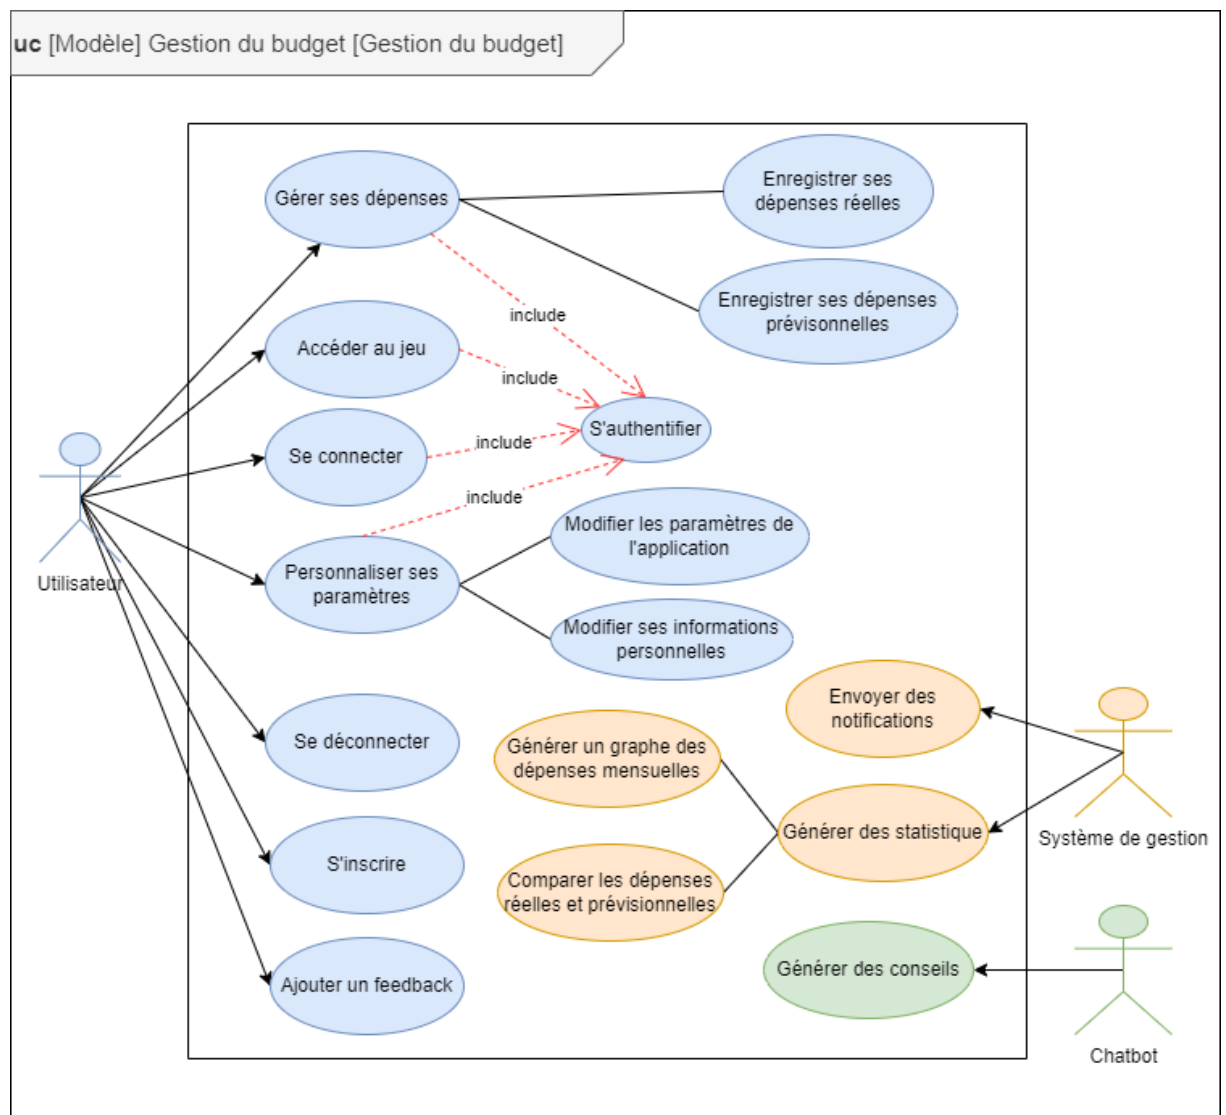 uc [Modèle] Gestion du budget [Gestion du budget]
Gérer ses dépenses
Enregistrer ses
dépenses réelles
Enregistrer ses dépenses
prévisonnelles
include
Accéder au jeu
include
S'authentifier
Se connecter
include
include
Modifier les paramètres de
l'application
Personnaliser ses
paramètres
Utilisateur
Modifier ses informations
personnelles
Envoyer des
notifications
Se déconnecter
Générer un graphe des
dépenses mensuelles
Générer des statistique
Système de gestion
S'inscrire
Comparer les dépenses
réelles et prévisionnelles
Générer des conseils
Ajouter un feedback
Chatbot